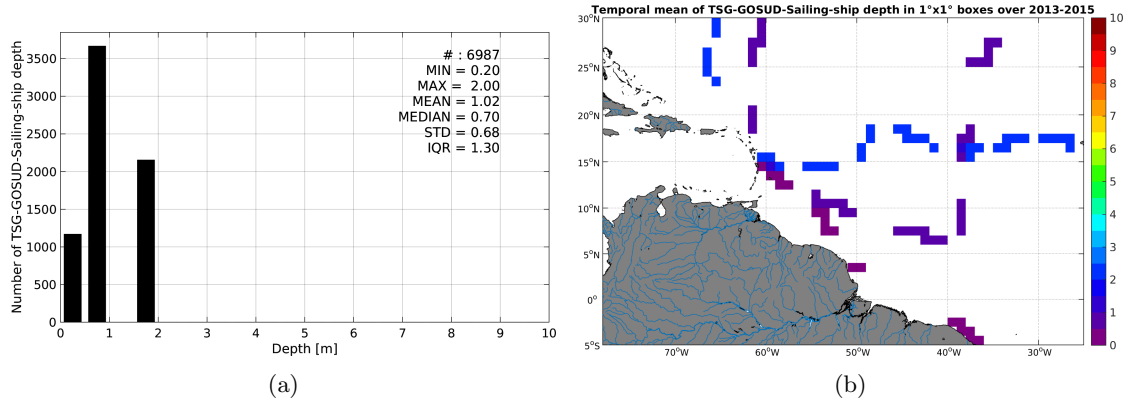 Number of TSG-GOSUD-Sailing-ship depth
3500
3000
2500
2000
1500
1000
500
0
# : 6987
MIN = 0.20
MAX = 2.00
MEAN = 1.02
MEDIAN = 0.70
STD = 0.68
IQR = 1.30
0 1 2 3 4 5 6 7 8 9 10
Depth [m]
(a)
Temporal mean of TSG-GOSUD-Sailing-ship depth in 1°x1° boxes over 2013-2015
30°N
25°N
20°N
15°N
10°N
5°N
0°
5°S
70°W 60°W 50°W 40°W 30°W
10
9
8
7
6
5
4
3
2
1
0
(b)